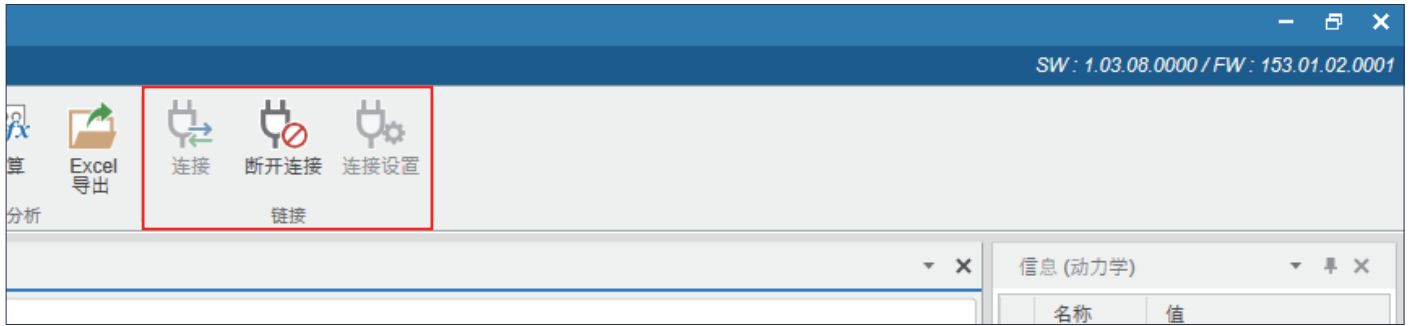 SW : 1.03.08.0000 / FW : 153.01.02.0001
fx
算
Excel
导出
连接
断开连接
连接设置
分析
链接
信息 (动力学)
名称
值